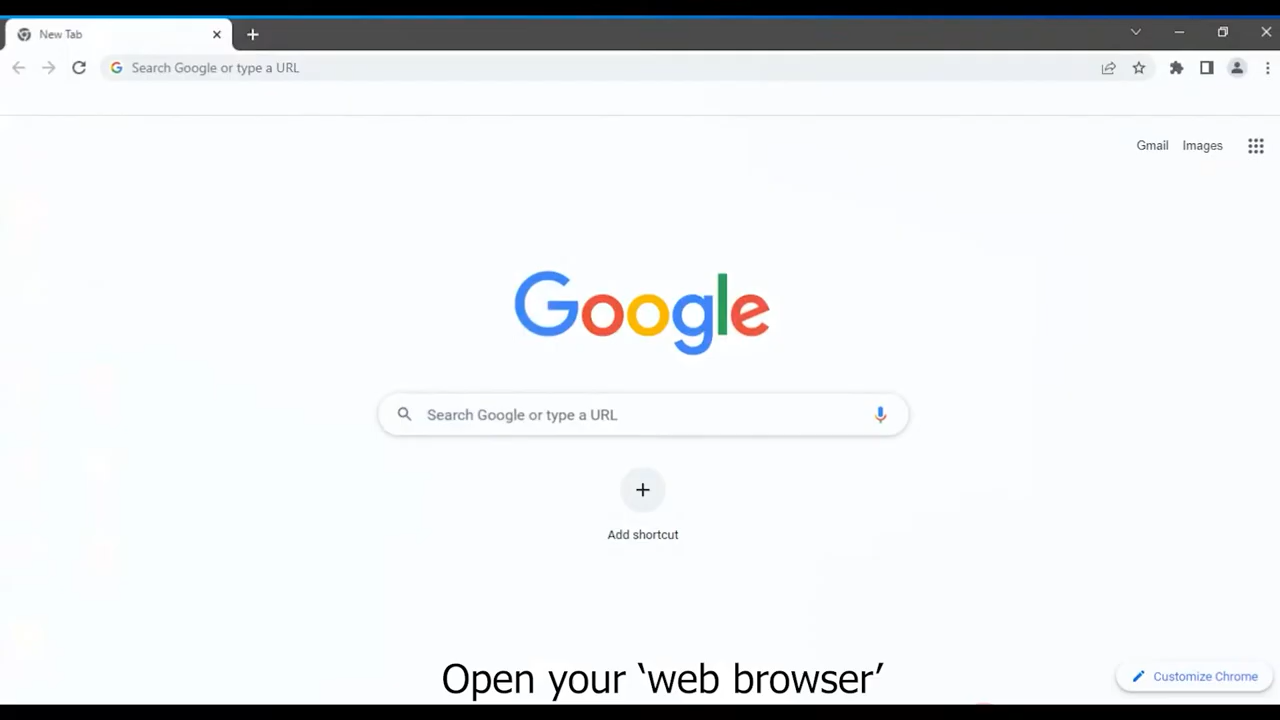 New Tab
Search Google or type a URL
Gmail Images
Google
Search Google or type a URL
Add shortcut
Open your ‘web browser’
Customize Chrome